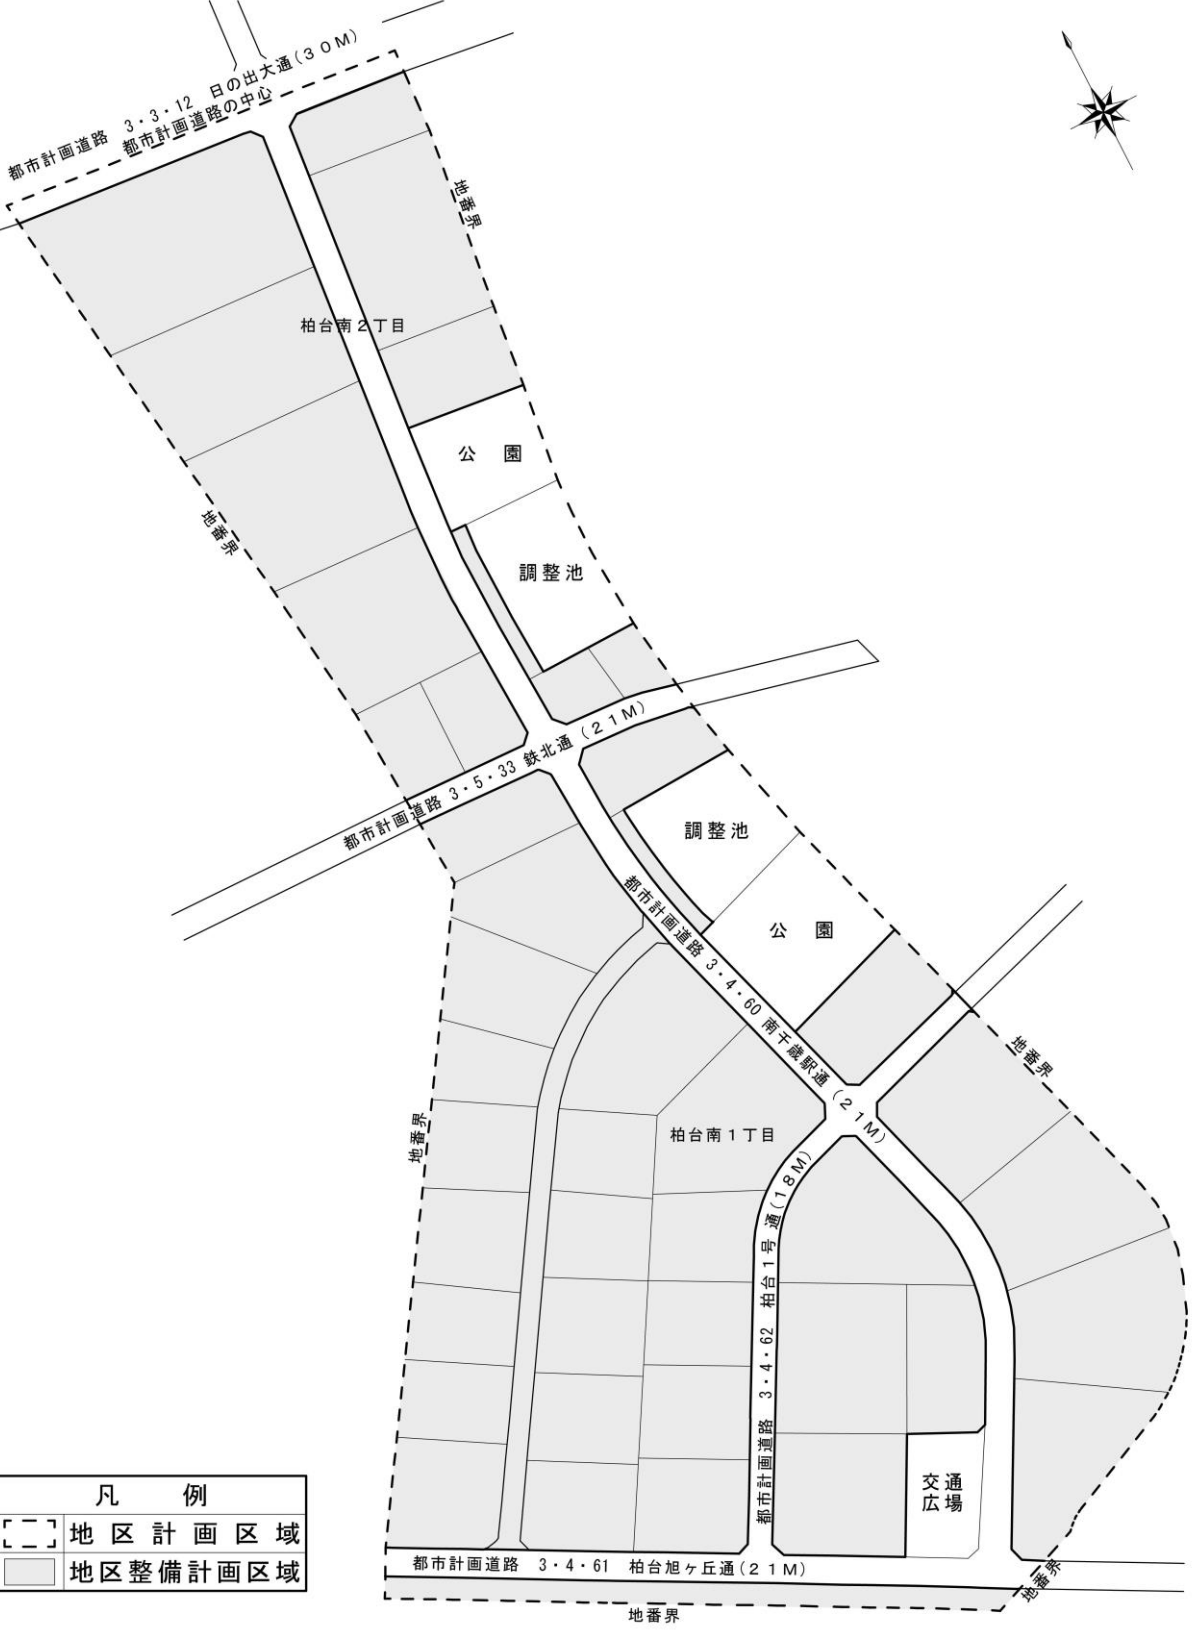 都市計画道路　3・3・12　日の出大通(30M)
都市計画道路の中心
地番界
柏台南2丁目
公　園
地番界
調整池
都市計画道路 3・5・33 鉄北通(21M)
調整池
都市計画道路 3・4・60 南千歳駅通(21M)
公　園
地番界
地番界
柏台南1丁目
都市計画道路　3・4・62　柏台1号 通(18M)
交通
広場
凡　例
地区計画区域
地区整備計画区域
都市計画道路　3・4・61　柏台旭ヶ丘通(21M)
地番界
地番界